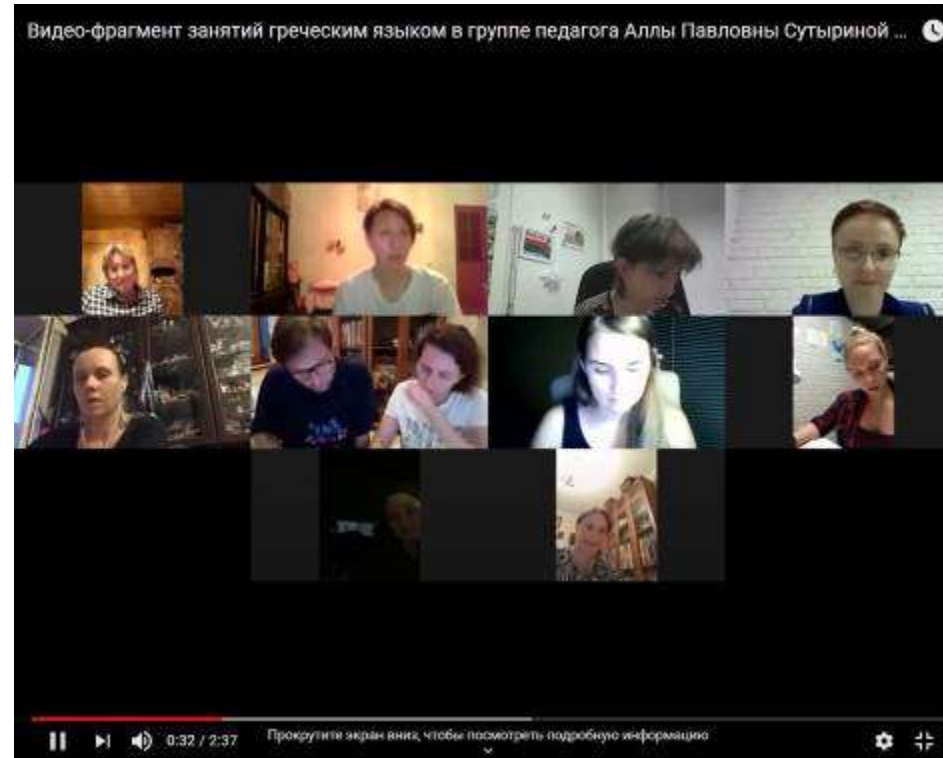 Видео-фрагмент занятий греческим языком в группе педагога Аллы Павловны Сутыриной ...
0:32 / 2:37
Прокрутите экран вниз, чтобы посмотреть подробную информацию